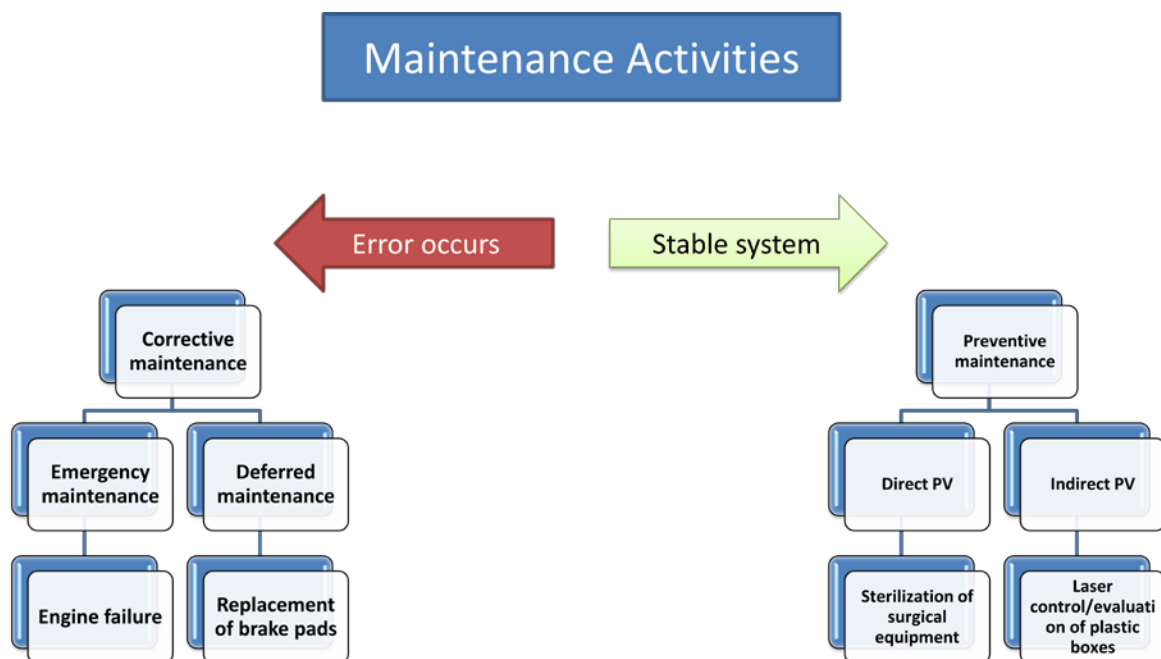 Maintenance Activities
Error occurs
Stable system
Corrective
maintenance
Preventive
maintenance
Emergency
maintenance
Deferred
maintenance
Direct PV
Indirect PV
Engine failure
Replacement
of brake pads
Sterilization of
surgical
equipment
Laser
control/evaluati
on of plastic
boxes